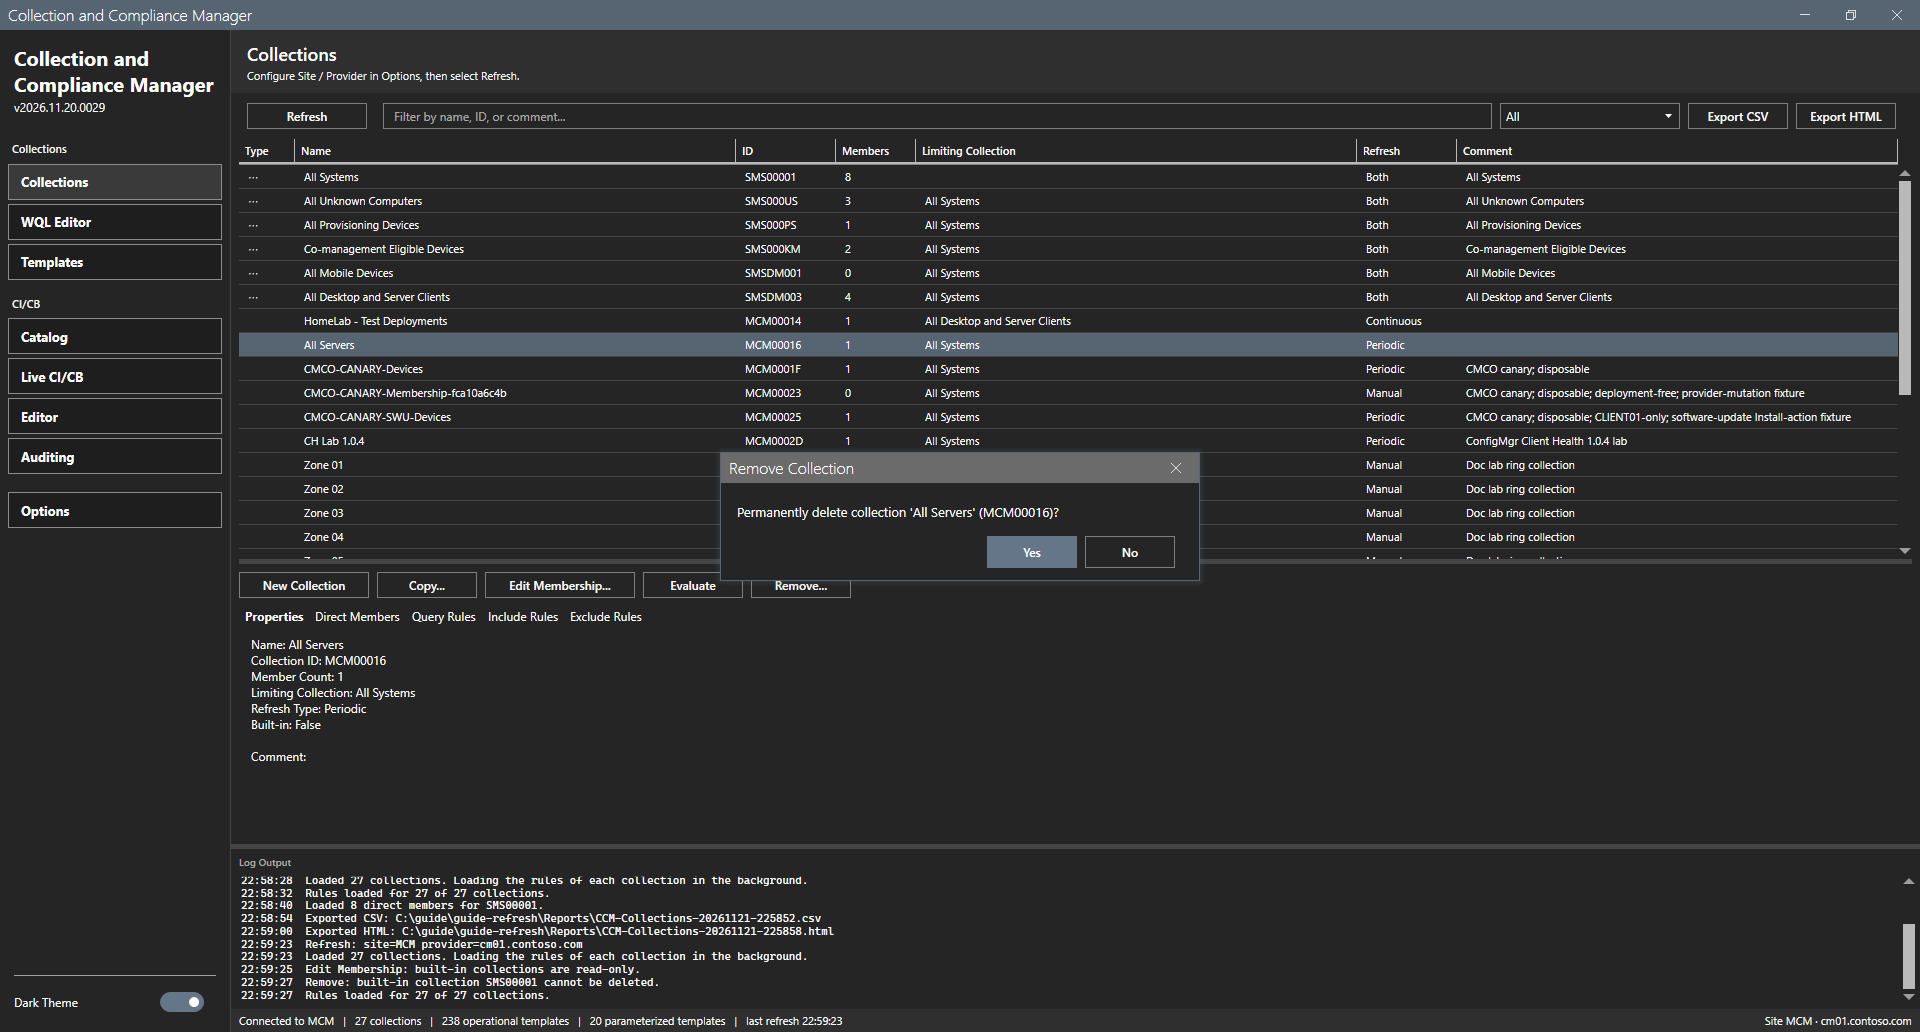 Collection and Compliance Manager
Collection and
Compliance Manager
v2026.11.20.0029
Collections
Collections
WQL Editor
Templates
CI/CB
Catalog
Live CI/CB
Editor
Auditing
Options
Dark Theme
Collections
Configure Site / Provider in Options, then select Refresh.
Refresh Filter by name, ID, or comment... All Export CSV Export HTML
Type Name ID Members Limiting Collection Refresh Comment
... All Systems SMS00001 8 Both All Systems
... All Unknown Computers SMS000US 3 All Systems Both All Unknown Computers
... All Provisioning Devices SMS000PS 1 All Systems Both All Provisioning Devices
... Co-management Eligible Devices SMS000KM 2 All Systems Both Co-management Eligible Devices
... All Mobile Devices SMSDM001 0 All Systems Both All Mobile Devices
... All Desktop and Server Clients SMSDM003 4 All Systems Both All Desktop and Server Clients
HomeLab - Test Deployments MCM00014 1 All Desktop and Server Clients Continuous
All Servers MCM00016 1 All Systems Periodic
CMCO-CANARY-Devices MCM0001F 1 All Systems Periodic CMCO canary; disposable
CMCO-CANARY-Membership-fca10a6c4b MCM00023 0 All Systems Manual CMCO canary; disposable; deployment-free; provider-mutation fixture
CMCO-CANARY-SWU-Devices MCM00025 1 All Systems Periodic CMCO canary; disposable; CLIENT01-only; software-update Install-action fixture
CH Lab 1.0.4 MCM0002D 1 All Systems Periodic ConfigMgr Client Health 1.0.4 lab
Zone 01 Manual Doc lab ring collection
Zone 02 Manual Doc lab ring collection
Zone 03 Manual Doc lab ring collection
Zone 04 Manual Doc lab ring collection
Remove Collection
Permanently delete collection 'All Servers' (MCM00016)?
Yes No
New Collection Copy... Edit Membership... Evaluate Remove...
Properties Direct Members Query Rules Include Rules Exclude Rules
Name: All Servers
Collection ID: MCM00016
Member Count: 1
Limiting Collection: All Systems
Refresh Type: Periodic
Built-in: False
Comment:
Log Output
22:58:28 Loaded 27 collections. Loading the rules of each collection in the background.
22:58:32 Rules loaded for 27 of 27 collections.
22:58:40 Loaded 8 direct members for SMS00001.
22:58:54 Exported CSV: C:\guide\guide-refresh\Reports\CCM-Collections-20261121-225852.csv
22:59:00 Exported HTML: C:\guide\guide-refresh\Reports\CCM-Collections-20261121-225858.html
22:59:23 Refresh: site=MCM provider=cm01.contoso.com
22:59:23 Loaded 27 collections. Loading the rules of each collection in the background.
22:59:25 Edit Membership: built-in collections are read-only.
22:59:27 Remove: built-in collection SMS00001 cannot be deleted.
22:59:27 Rules loaded for 27 of 27 collections.
Connected to MCM | 27 collections | 238 operational templates | 20 parameterized templates | last refresh 22:59:23
Site MCM · cm01.contoso.com